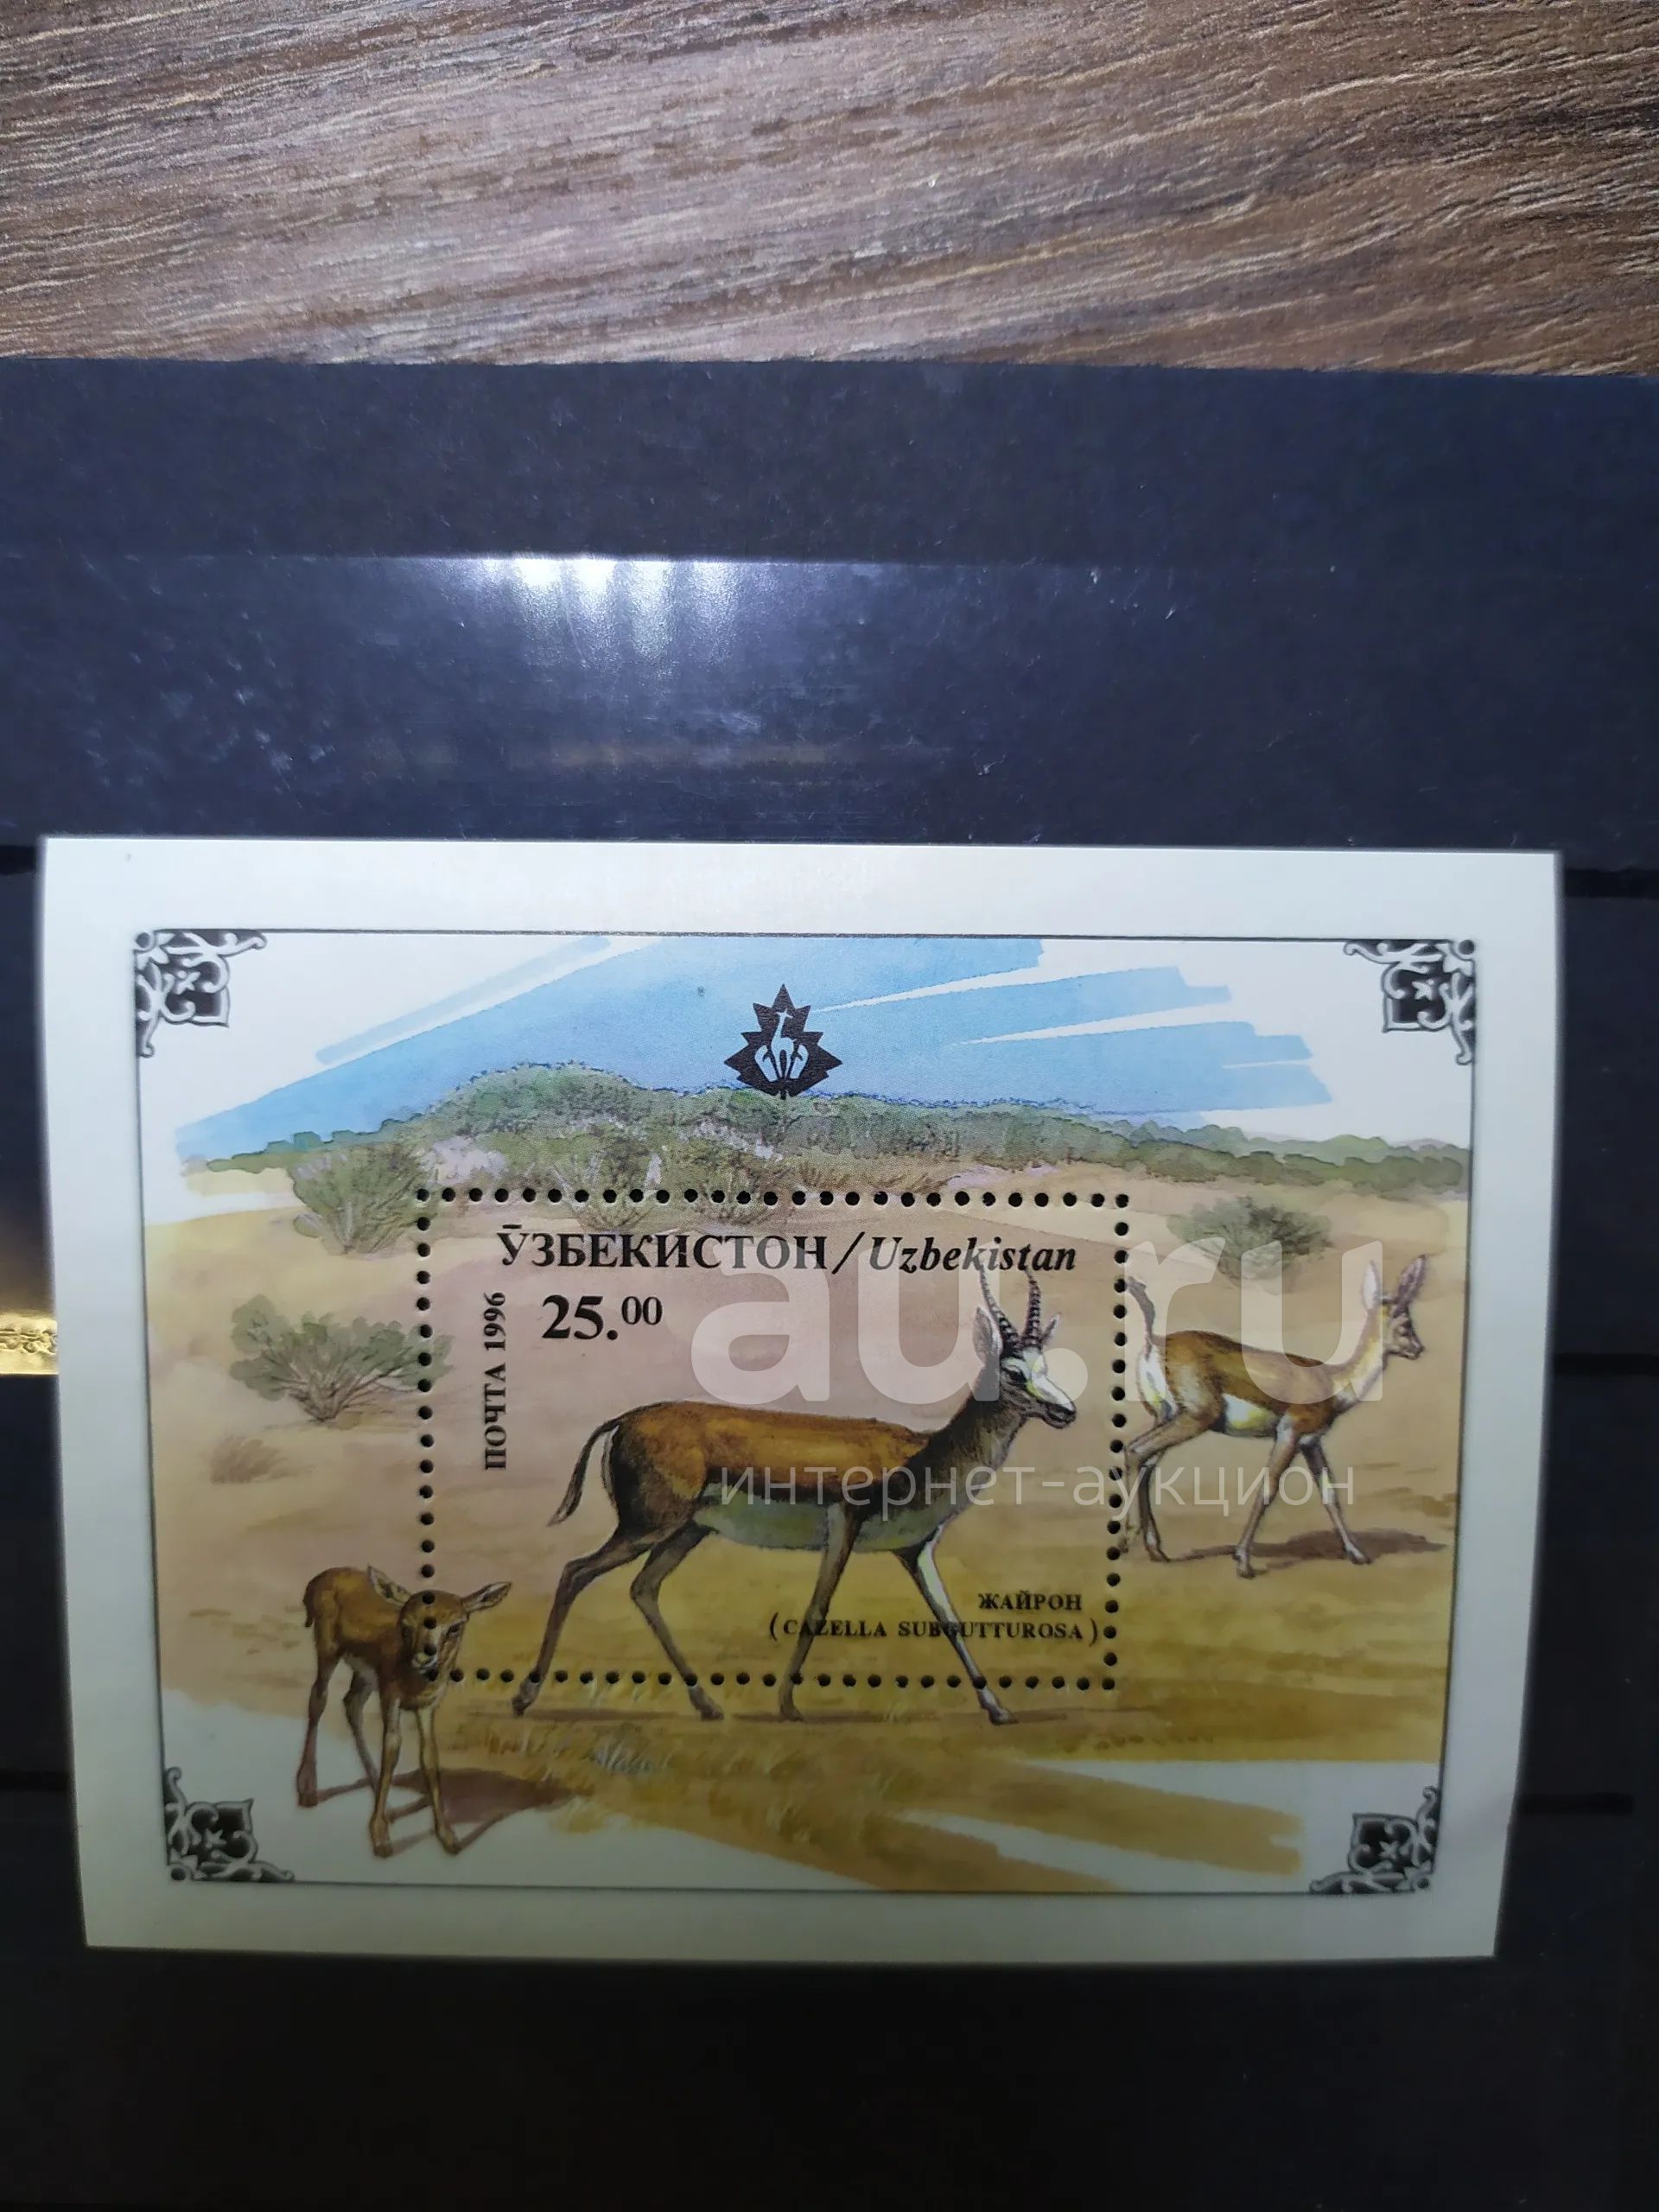 ЎЗБЕКИСТОН / Uzbekistan
25.00
ПОЧТА 1996
au.ru
интернет-аукцион
ЖАЙРОН
(CAZELLA SUBGUTTUROSA)